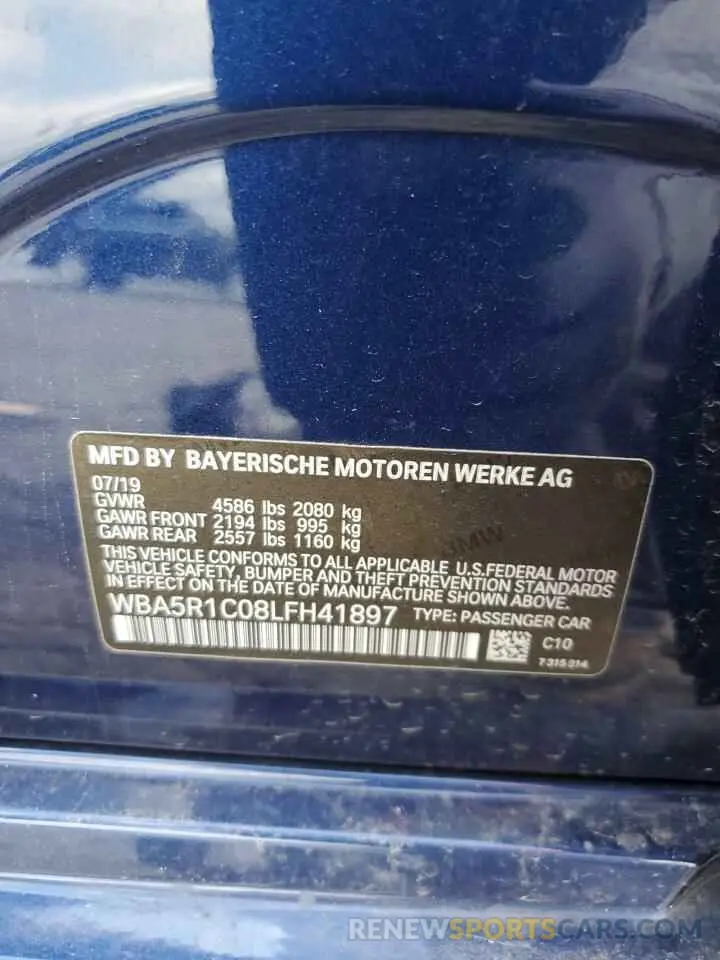 MFD BY BAYERISCHE MOTOREN WERKE AG
07/19
GVWR 4586 lbs 2080 kg
GAWR FRONT 2194 lbs 995 kg
GAWR REAR 2557 lbs 1160 kg
THIS VEHICLE CONFORMS TO ALL APPLICABLE U.S.FEDERAL MOTOR
VEHICLE SAFETY, BUMPER AND THEFT PREVENTION STANDARDS
IN EFFECT ON THE DATE OF MANUFACTURE SHOWN ABOVE.
WBA5R1C08LFH41897 TYPE: PASSENGER CAR
C10
7315314
BMW
RENEWSPORTSCARS.COM